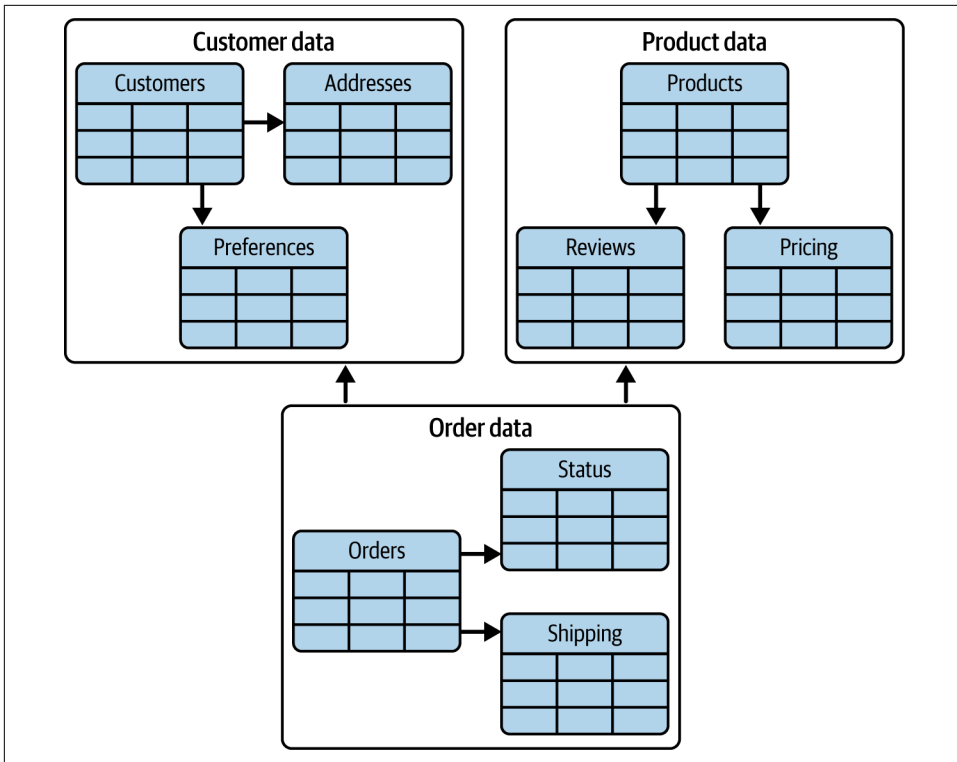 Customer data
Customers
Addresses
Preferences
Product data
Products
Reviews
Pricing
Order data
Status
Orders
Shipping